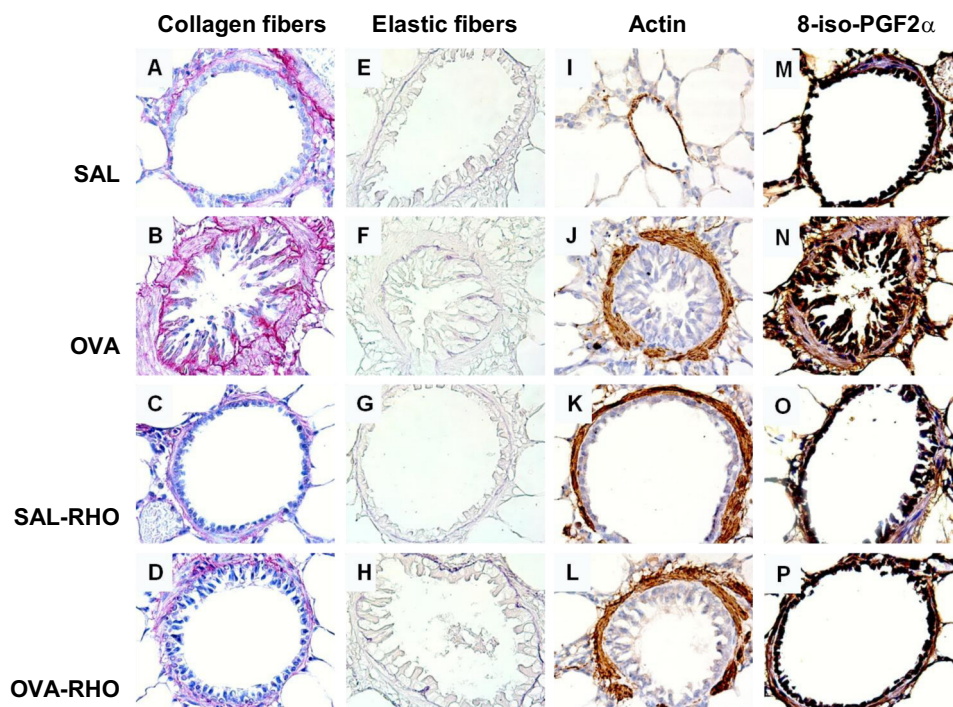 Collagen fibers Elastic fibers Actin 8-iso-PGF2α
A E I M
SAL
B F J N
OVA
C G K O
SAL-RHO
D H L P
OVA-RHO